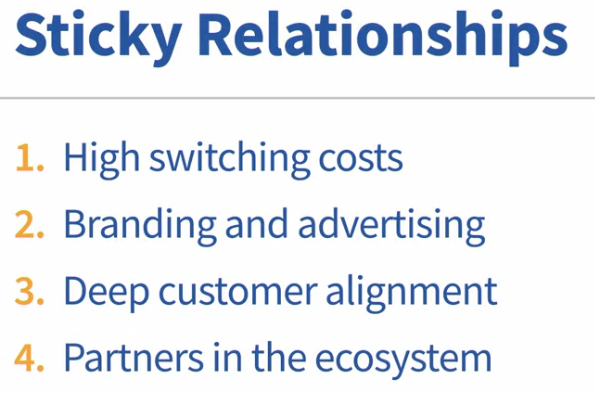 Sticky Relationships
1. High switching costs
2. Branding and advertising
3. Deep customer alignment
4. Partners in the ecosystem